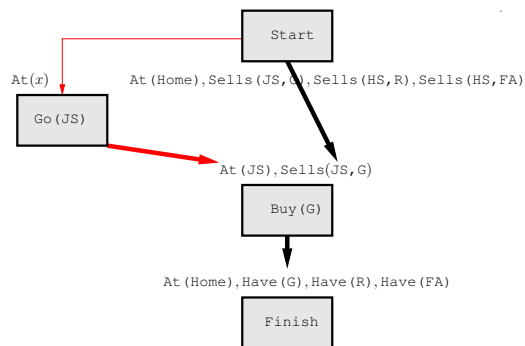 Start
At(x)
At(Home),Sells(JS,G),Sells(HS,R),Sells(HS,FA)
Go(JS)
At(JS),Sells(JS,G)
Buy(G)
At(Home),Have(G),Have(R),Have(FA)
Finish